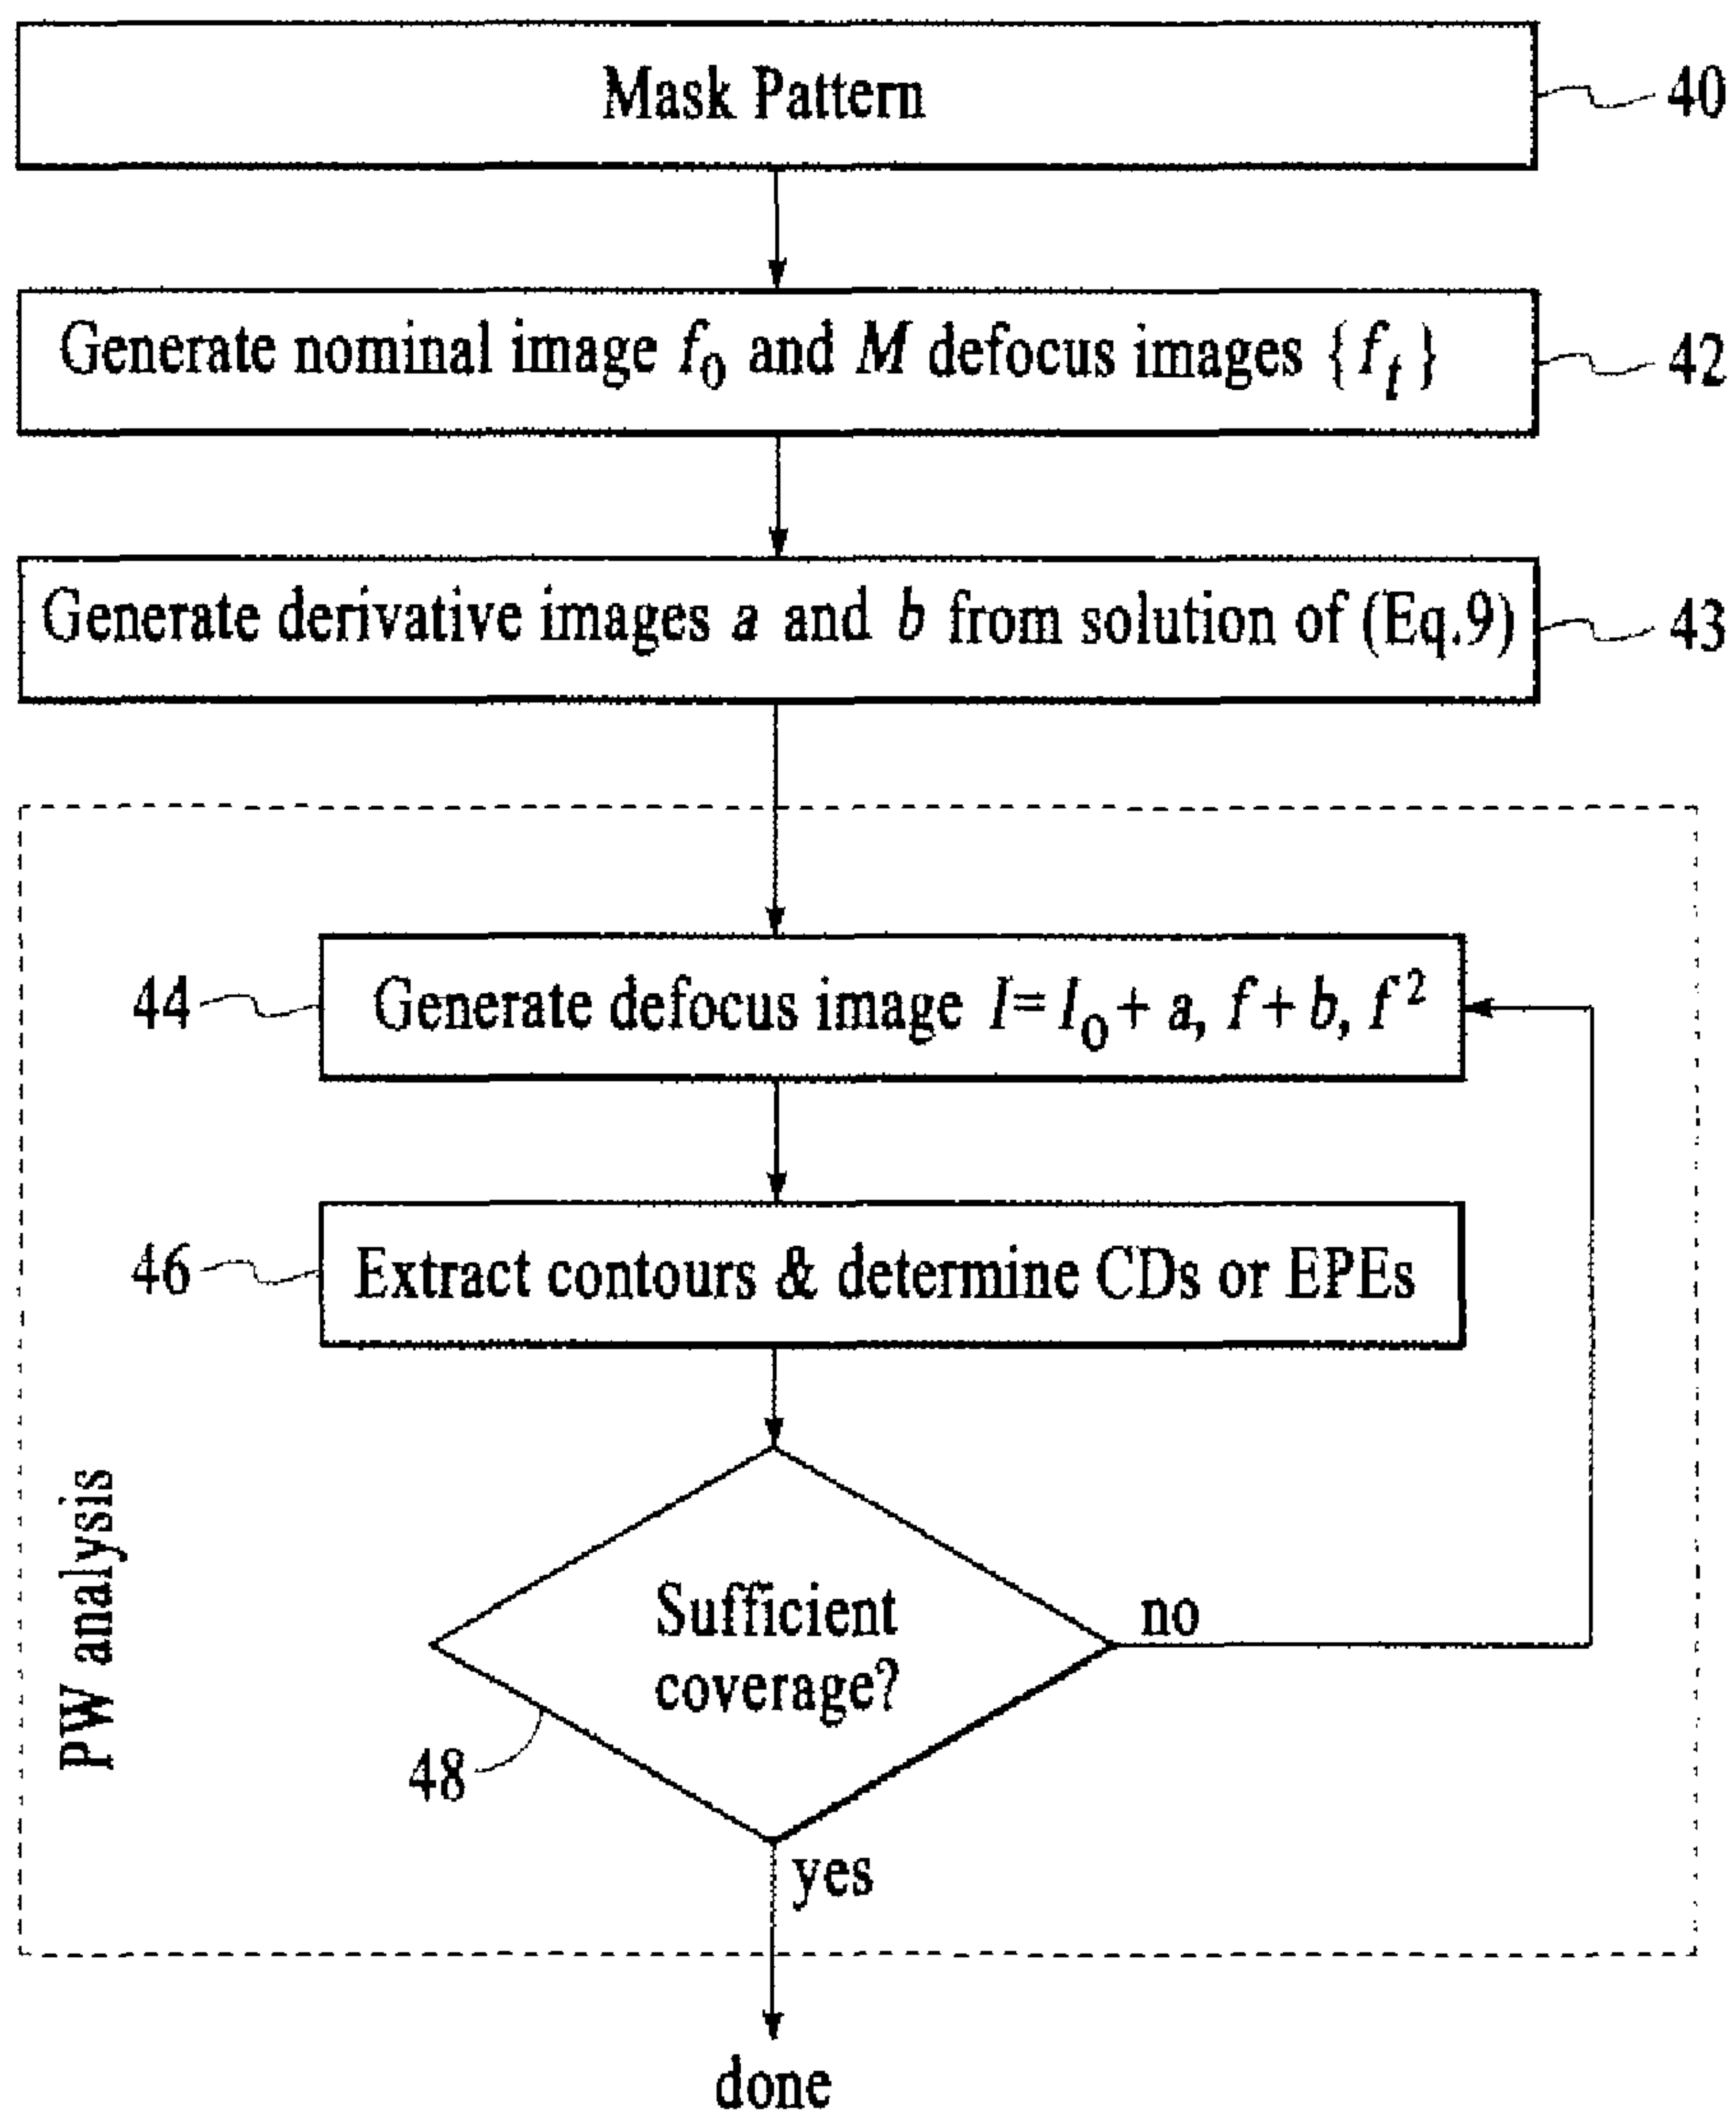 Mask Pattern
40
Generate nominal image f₀ and M defocus images {fₜ}
42
Generate derivative images a and b from solution of (Eq.9)
43
44
Generate defocus image I=I₀+ a, f + b, f²
46
Extract contours & determine CDs or EPEs
Sufficient
coverage?
no
48
yes
PW analysis
done